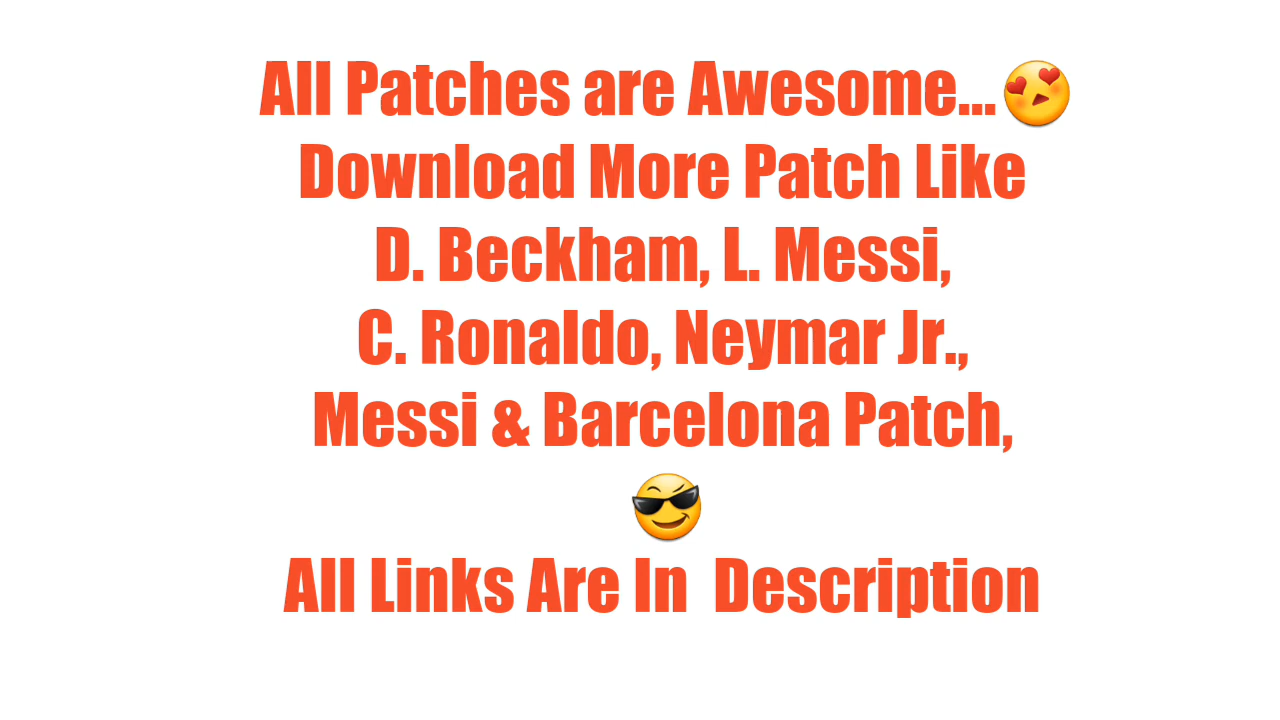 All Patches are Awesome...😍
Download More Patch Like
D. Beckham, L. Messi,
C. Ronaldo, Neymar Jr.,
Messi & Barcelona Patch,
😎
All Links Are In  Description